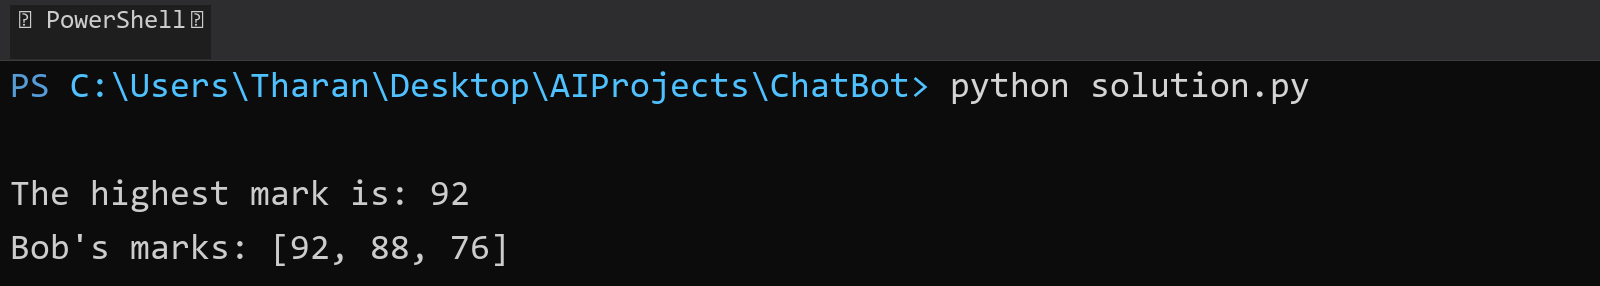 PowerShell
PS C:\Users\Tharan\Desktop\AIProjects\ChatBot> python solution.py
The highest mark is: 92
Bob's marks: [92, 88, 76]